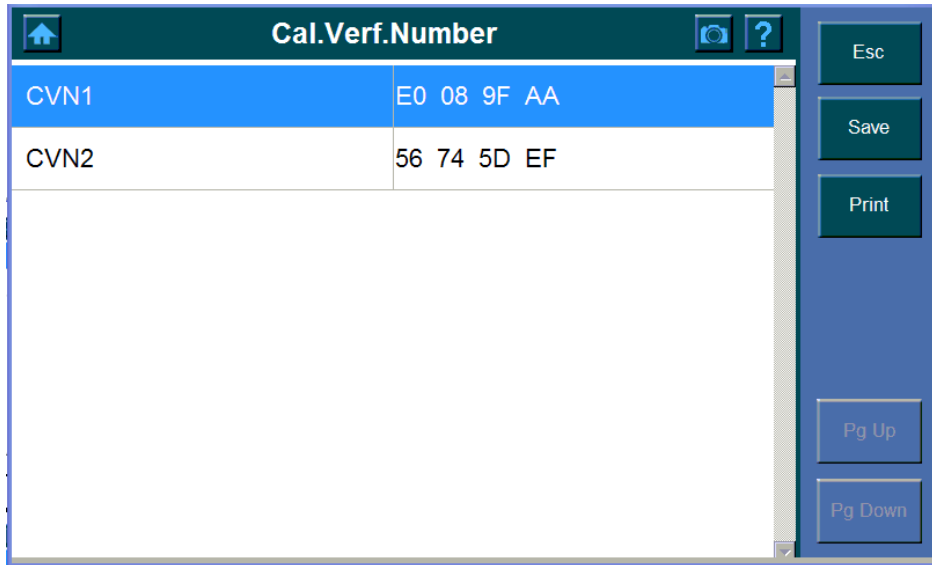 Cal.Verf.Number
?
CVN1 E0 08 9F AA
CVN2 56 74 5D EF
Esc
Save
Print
Pg Up
Pg Down